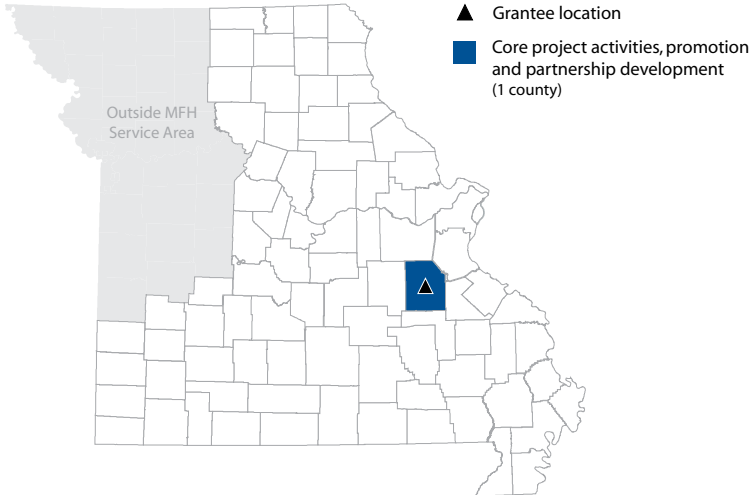 Grantee location
Core project activities, promotion
and partnership development
(1 county)
Outside MFH
Service Area